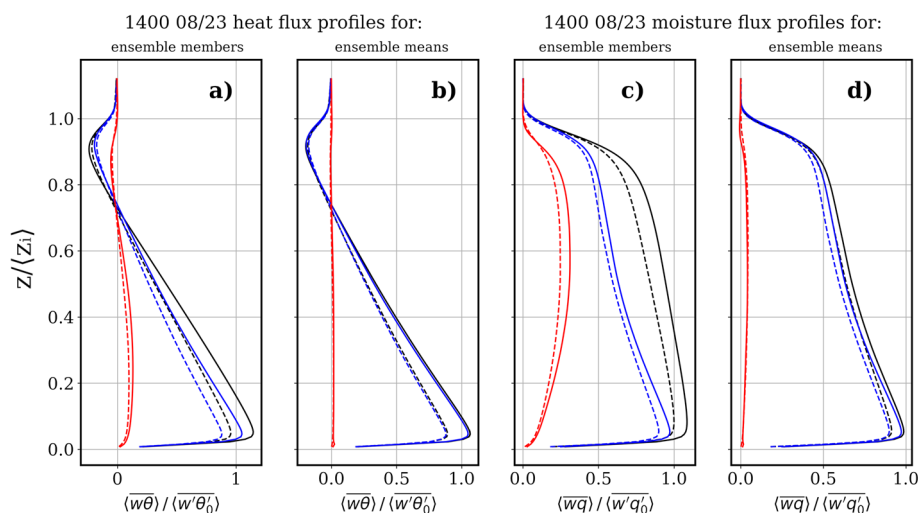 1400 08/23 heat flux profiles for:
1400 08/23 moisture flux profiles for:
ensemble members
ensemble means
ensemble members
ensemble means
a)
b)
c)
d)
z/⟨zᵢ⟩
1.0
0.8
0.6
0.4
0.2
0.0
0 1
0.0 0.5 1.0
0.0 0.5 1.0
0.0 0.5 1.0
⟨w̅θ̅⟩ / ⟨w̅′θ̅′₀⟩
⟨w̅θ̅⟩ / ⟨w̅′θ̅′₀⟩
⟨w̅q̅⟩ / ⟨w̅′q̅′₀⟩
⟨w̅q̅⟩ / ⟨w̅′q̅′₀⟩